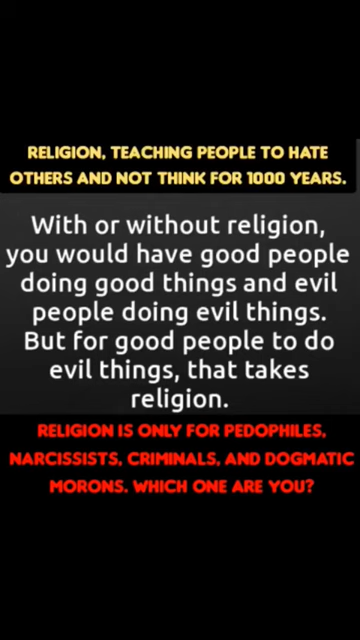 RELIGION, TEACHING PEOPLE TO HATE
OTHERS AND NOT THINK FOR 1000 YEARS.
With or without religion,
you would have good people
doing good things and evil
people doing evil things.
But for good people to do
evil things, that takes
religion.
RELIGION IS ONLY FOR PEDOPHILES,
NARCISSISTS, CRIMINALS, AND DOGMATIC
MORONS. WHICH ONE ARE YOU?